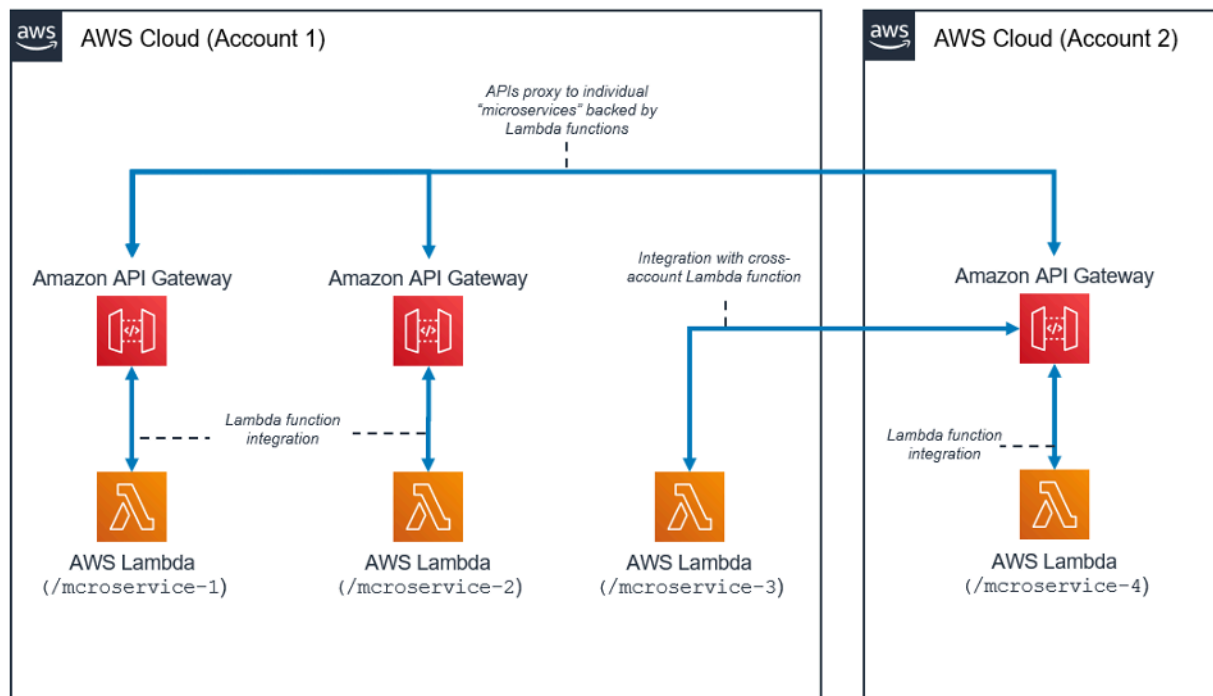 aws
AWS Cloud (Account 1)
aws
AWS Cloud (Account 2)
APIs proxy to individual
“microservices” backed by
Lambda functions
Amazon API Gateway
</>
Amazon API Gateway
</>
Integration with cross-
account Lambda function
Amazon API Gateway
</>
Lambda function
integration
Lambda function
integration
AWS Lambda
(/mcroservice-1)
AWS Lambda
(/mcroservice-2)
AWS Lambda
(/mcroservice-3)
AWS Lambda
(/mcroservice-4)